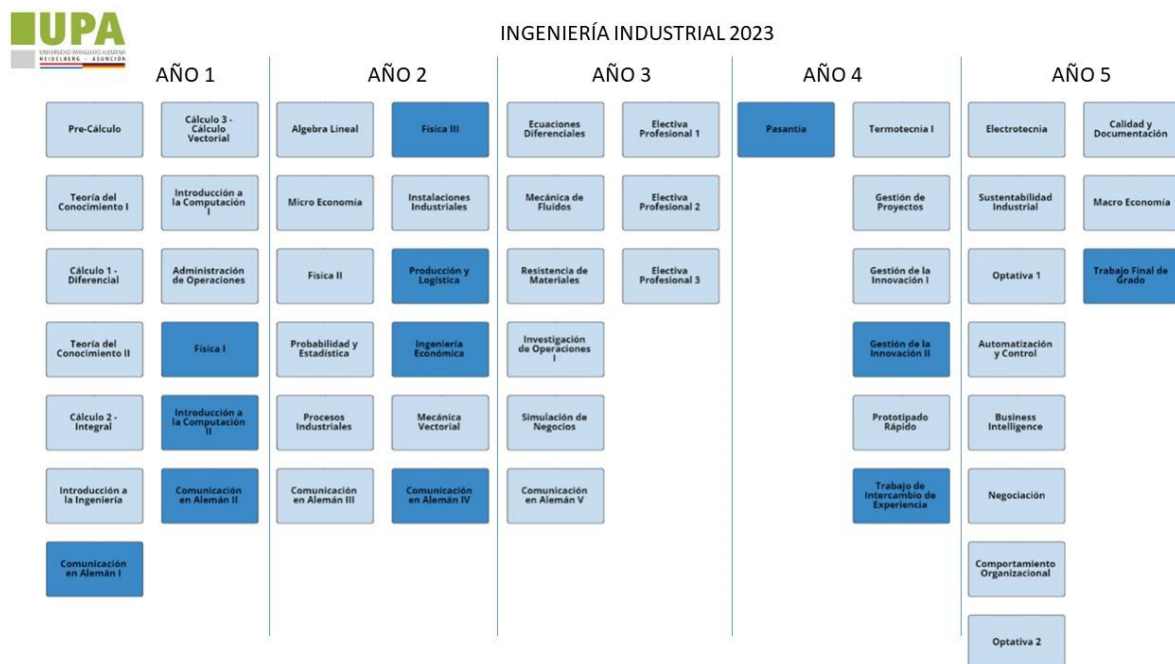 UPA
UNIVERSIDAD PARAGUAYO ALEMANA
HEIDELBERG - ASUNCIÓN
INGENIERÍA INDUSTRIAL 2023
AÑO 1
Pre-Cálculo
Teoría del
Conocimiento I
Cálculo 1 -
Diferencial
Teoría del
Conocimiento II
Cálculo 2 -
Integral
Introducción a
la Ingeniería
Comunicación
en Alemán I
Cálculo 3 -
Cálculo
Vectorial
Introducción a
la Computación
I
Administración
de Operaciones
Física I
Introducción a
la Computación
II
Comunicación
en Alemán II
AÑO 2
Algebra Lineal
Micro Economía
Física II
Probabilidad y
Estadística
Procesos
Industriales
Comunicación
en Alemán III
Física III
Instalaciones
Industriales
Producción y
Logística
Ingeniería
Económica
Mecánica
Vectorial
Comunicación
en Alemán IV
AÑO 3
Ecuaciones
Diferenciales
Mecánica de
Fluidos
Resistencia de
Materiales
Investigación
de Operaciones
I
Simulación de
Negocios
Comunicación
en Alemán V
Electiva
Profesional 1
Electiva
Profesional 2
Electiva
Profesional 3
AÑO 4
Pasantía
Termotecnia I
Gestión de
Proyectos
Gestión de la
Innovación I
Gestión de la
Innovación II
Prototipado
Rápido
Trabajo de
Intercambio de
Experiencia
AÑO 5
Electrotecnia
Sustentabilidad
Industrial
Optativa 1
Automatización
y Control
Business
Intelligence
Negociación
Comportamiento
Organizacional
Optativa 2
Calidad y
Documentación
Macro Economía
Trabajo Final de
Grado